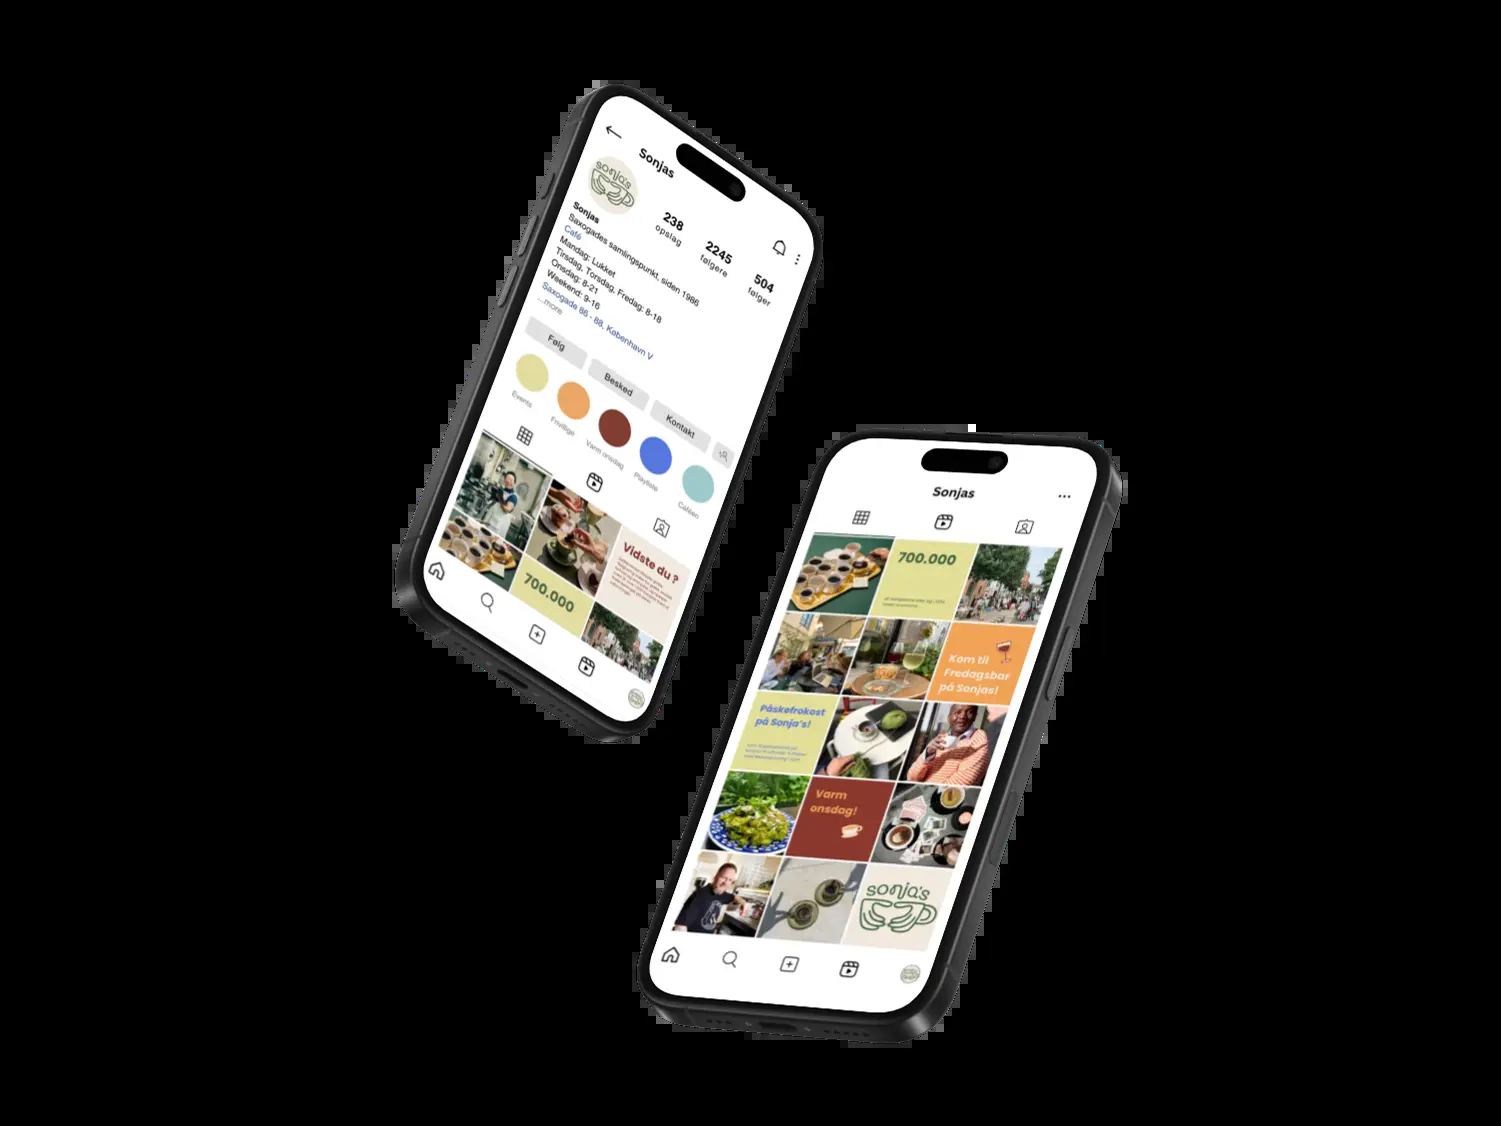 Sonjas
sonja's
238
opslag
2245
følgere
504
følger
Sonjas
Saxogades samlingspunkt, siden 1986
Café
Mandag: Lukket
Tirsdag, Torsdag, Fredag: 8-18
Onsdag: 8-21
Weekend: 9-16
Saxogade 86 - 88, København V
...more
Følg
Besked
Kontakt
Events
Frivillige
Varm onsdag
Playliste
Caféen
Vidste du ?
700.000
Sonjas
700.000
Kom til
Fredagsbar
på Sonjas!
Påskefrokost
på Sonja's!
Varm
onsdag!
sonja's